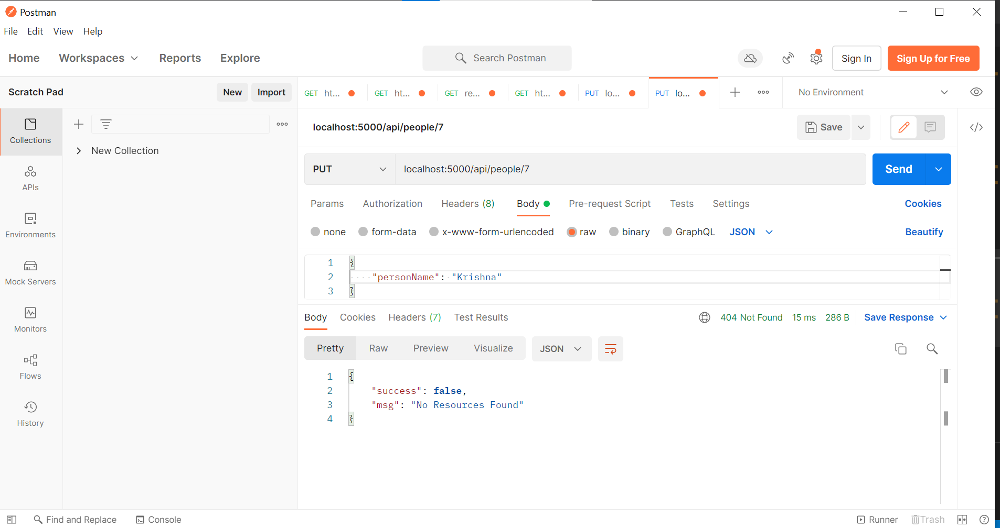 Postman
File Edit View Help
Home Workspaces Reports Explore Search Postman Sign In Sign Up for Free
Scratch Pad New Import GET ht... GET ht... GET re... GET ht... PUT lo... PUT lo... No Environment
Collections
New Collection
APIs
Environments
Mock Servers
Monitors
Flows
History
localhost:5000/api/people/7 Save
PUT localhost:5000/api/people/7 Send
Params Authorization Headers (8) Body Pre-request Script Tests Settings Cookies
none form-data x-www-form-urlencoded raw binary GraphQL JSON Beautify
1 {
2 "personName": "Krishna"
3 }
Body Cookies Headers (7) Test Results 404 Not Found 15 ms 286 B Save Response
Pretty Raw Preview Visualize JSON
1 {
2 "success": false,
3 "msg": "No Resources Found"
4 }
Find and Replace Console Runner Trash